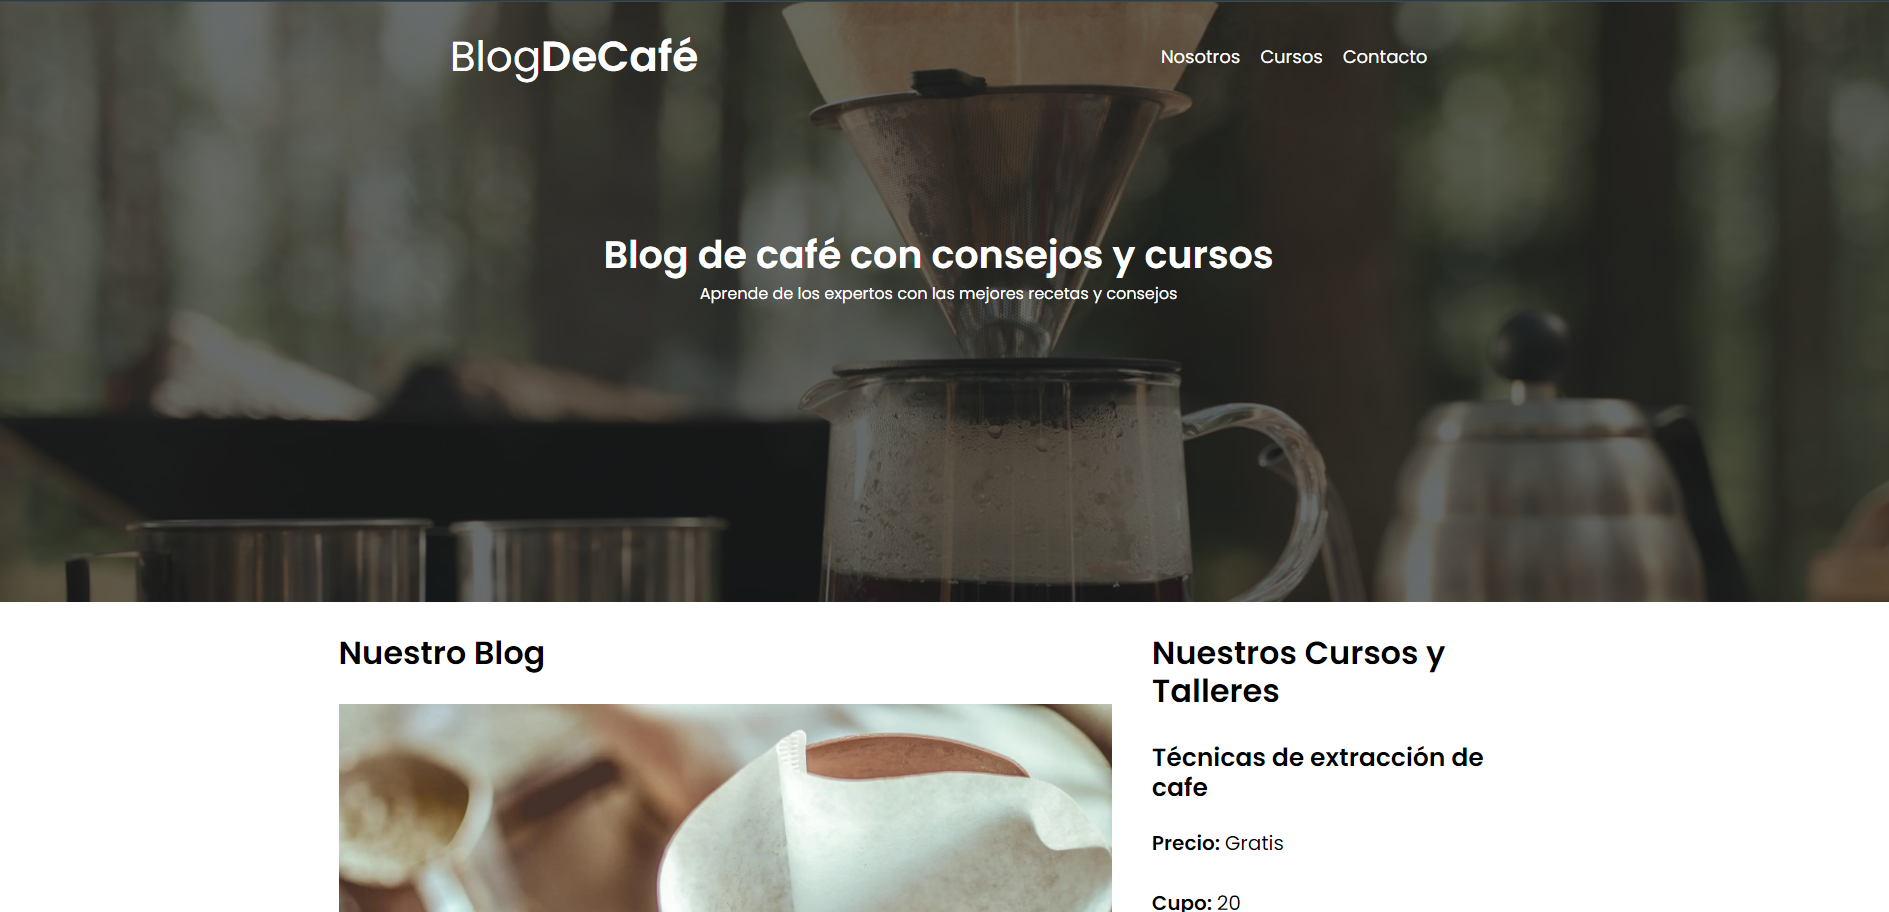 BlogDeCafé
Nosotros Cursos Contacto
Blog de café con consejos y cursos
Aprende de los expertos con las mejores recetas y consejos
Nuestro Blog
Nuestros Cursos y
Talleres
Técnicas de extracción de
cafe
Precio: Gratis
Cupo: 20